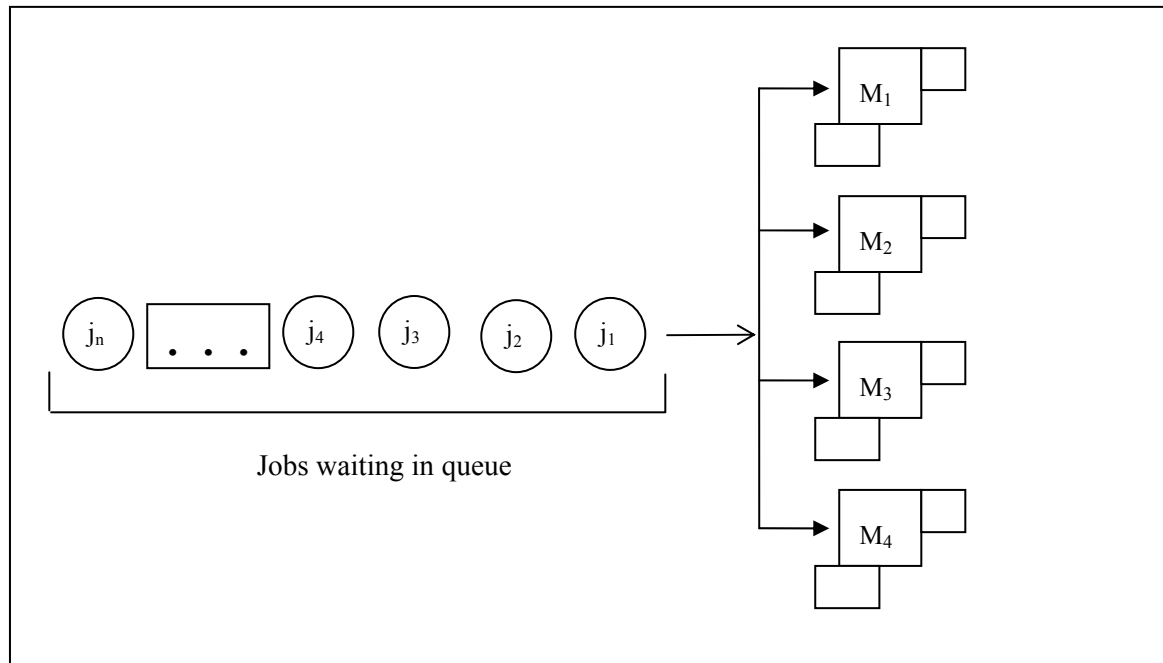 M₁
M₂
jₙ . . . j₄ j₃ j₂ j₁
M₃
Jobs waiting in queue
M₄